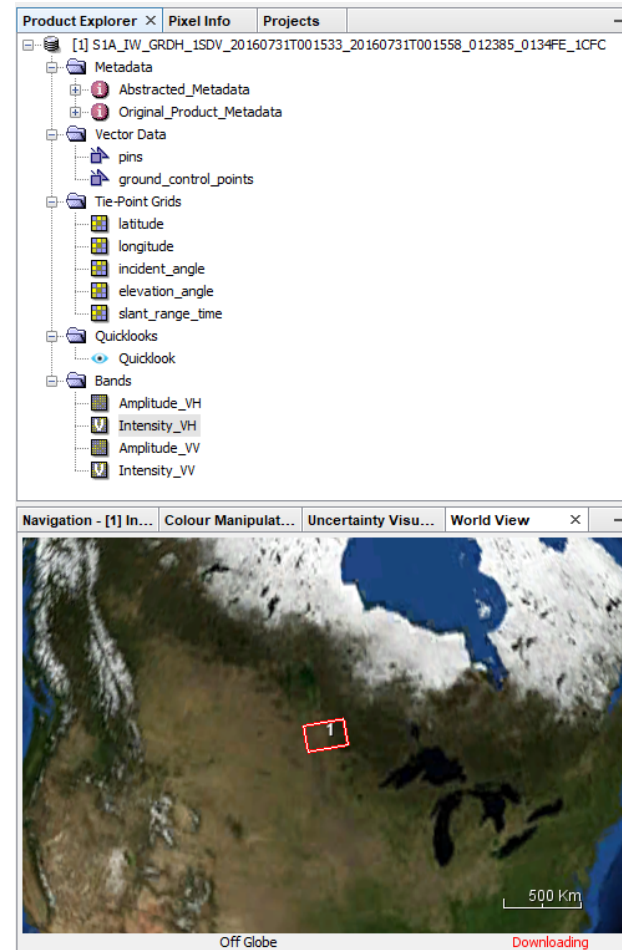 Product Explorer × Pixel Info Projects
[1] S1A_IW_GRDH_1SDV_20160731T001533_20160731T001558_012385_0134FE_1CFC
Metadata
Abstracted_Metadata
Original_Product_Metadata
Vector Data
pins
ground_control_points
Tie-Point Grids
latitude
longitude
incident_angle
elevation_angle
slant_range_time
Quicklooks
Quicklook
Bands
Amplitude_VH
Intensity_VH
Amplitude_VV
Intensity_VV
Navigation - [1] In... Colour Manipulat... Uncertainty Visu... World View ×
1
500 Km
Off Globe Downloading